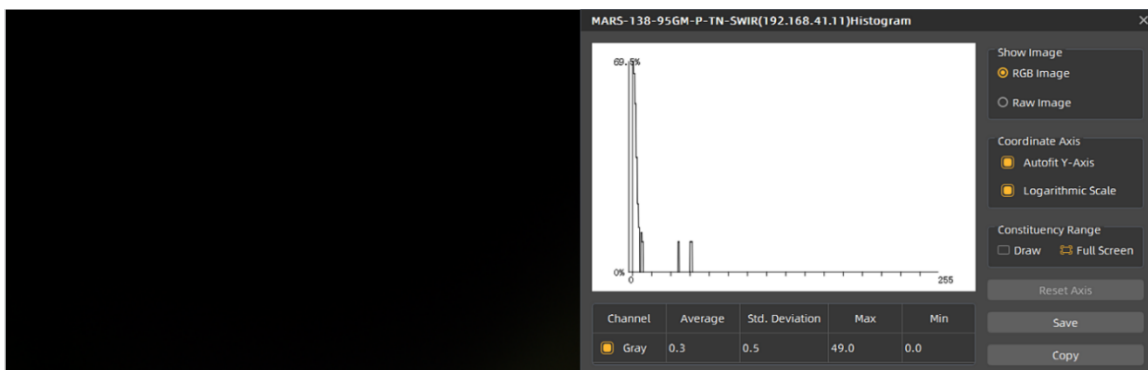 MARS-138-95GM-P-TN-SWIR(192.168.41.11)Histogram
69.5%
0%
0
255
Show Image
RGB Image
Raw Image
Coordinate Axis
Autofit Y-Axis
Logarithmic Scale
Constituency Range
Draw Full Screen
Reset Axis
Save
Copy
Channel Average Std. Deviation Max Min
Gray 0.3 0.5 49.0 0.0